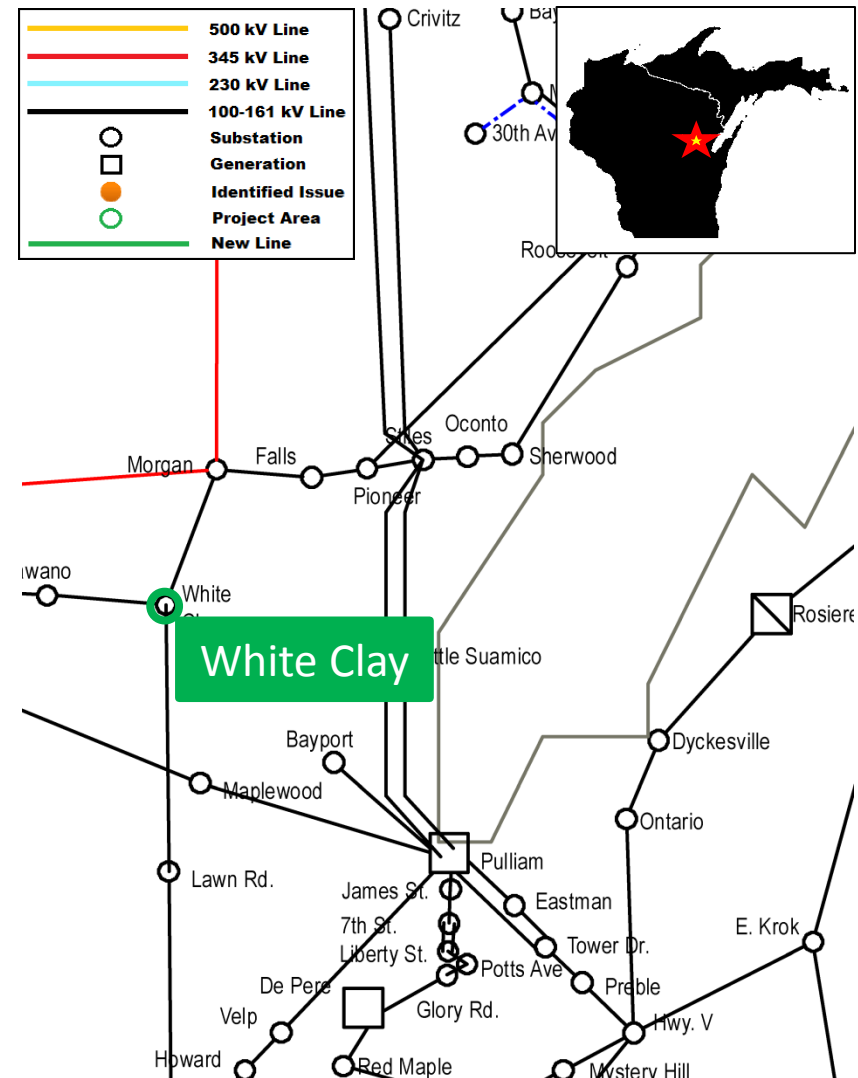 500 kV Line
345 kV Line
230 kV Line
100-161 kV Line
Substation
Generation
Identified Issue
Project Area
New Line
Crivitz
30th
Morgan
Falls
Stiles
Oconto
Sherwood
Pioneer
White
White Clay
Suamico
Rosiere
Bayport
Dyckesville
Maplewood
Ontario
Pulliam
Lawn Rd.
James St.
Eastman
7th St.
E. Krok
Liberty St.
Tower Dr.
Potts Ave
De Pere
Preble
Glory Rd.
Velp
Hwy. V
Howard
Red Maple
Mystery Hill